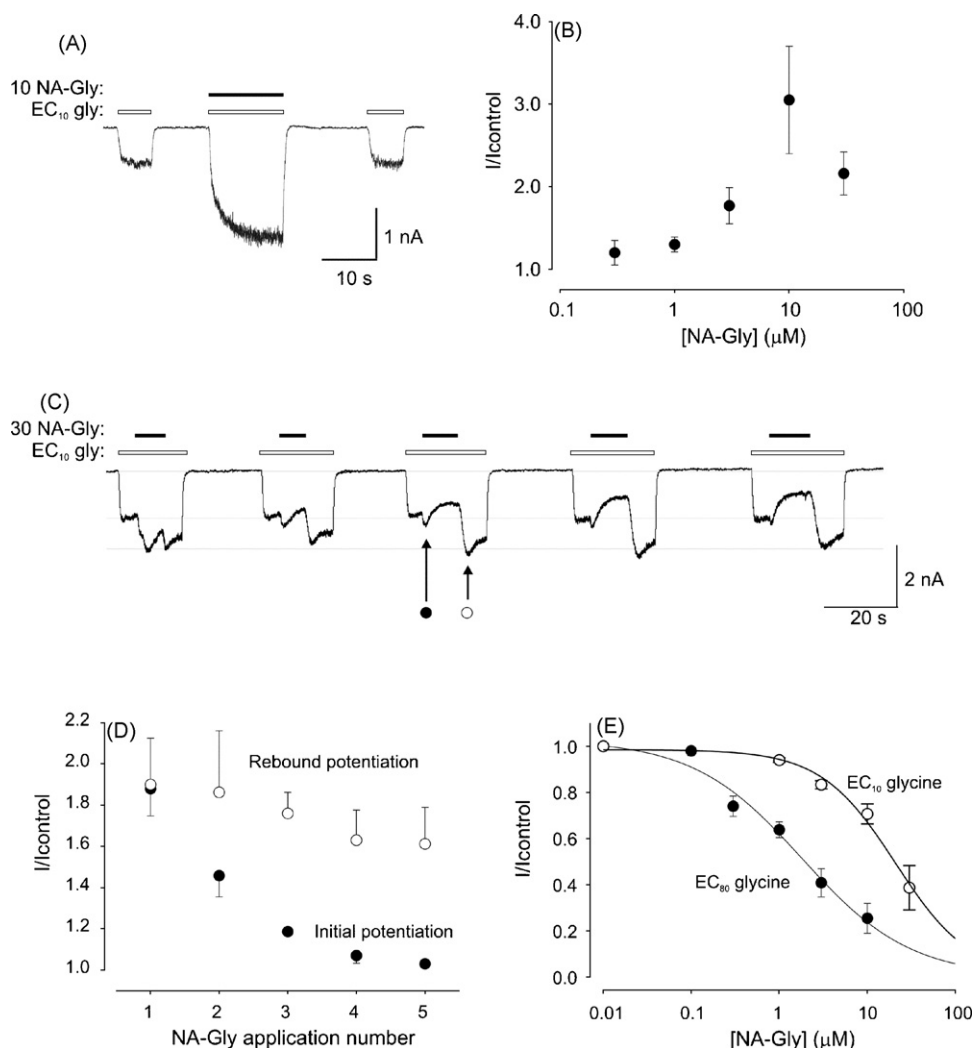 (A)
10 NA-Gly:
EC10 gly:
1 nA
10 s
(B)
4.0
3.0
2.0
1.0
I/Icontrol
0.1
1
10
100
[NA-Gly] (μM)
(C)
30 NA-Gly:
EC10 gly:
2 nA
20 s
(D)
2.2
2.0
1.8
1.6
1.4
1.2
1.0
I/Icontrol
Rebound potentiation
Initial potentiation
1
2
3
4
5
NA-Gly application number
(E)
1.0
0.8
0.6
0.4
0.2
0.0
I/Icontrol
EC10 glycine
EC80 glycine
0.01
0.1
1
10
100
[NA-Gly] (μM)